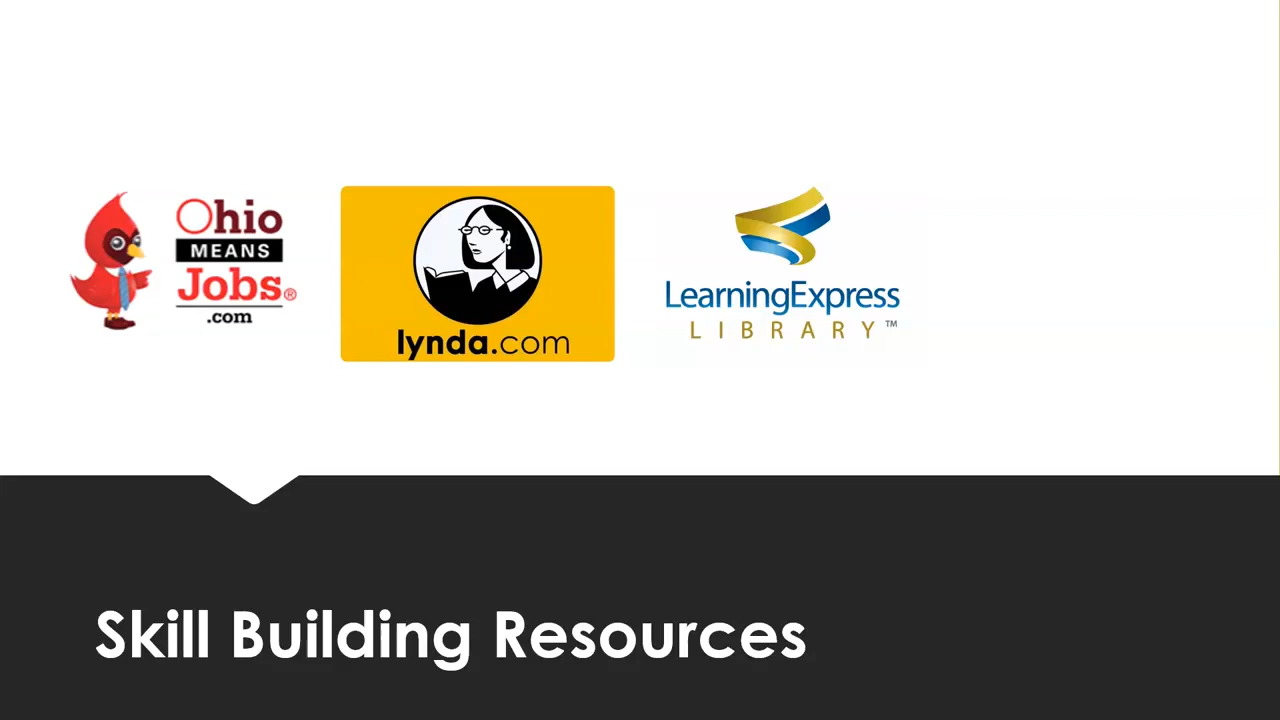 Ohio
MEANS
Jobs®
.com
lynda.com
LearningExpress
LIBRARY™
Skill Building Resources